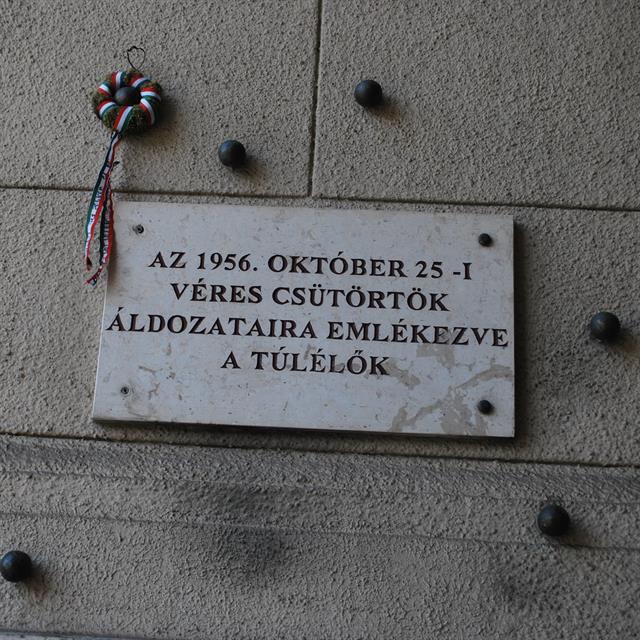 AZ 1956. OKTÓBER 25 -I
VÉRES CSÜTÖRTÖK
ÁLDOZATAIRA EMLÉKEZVE
A TÚLÉLŐK